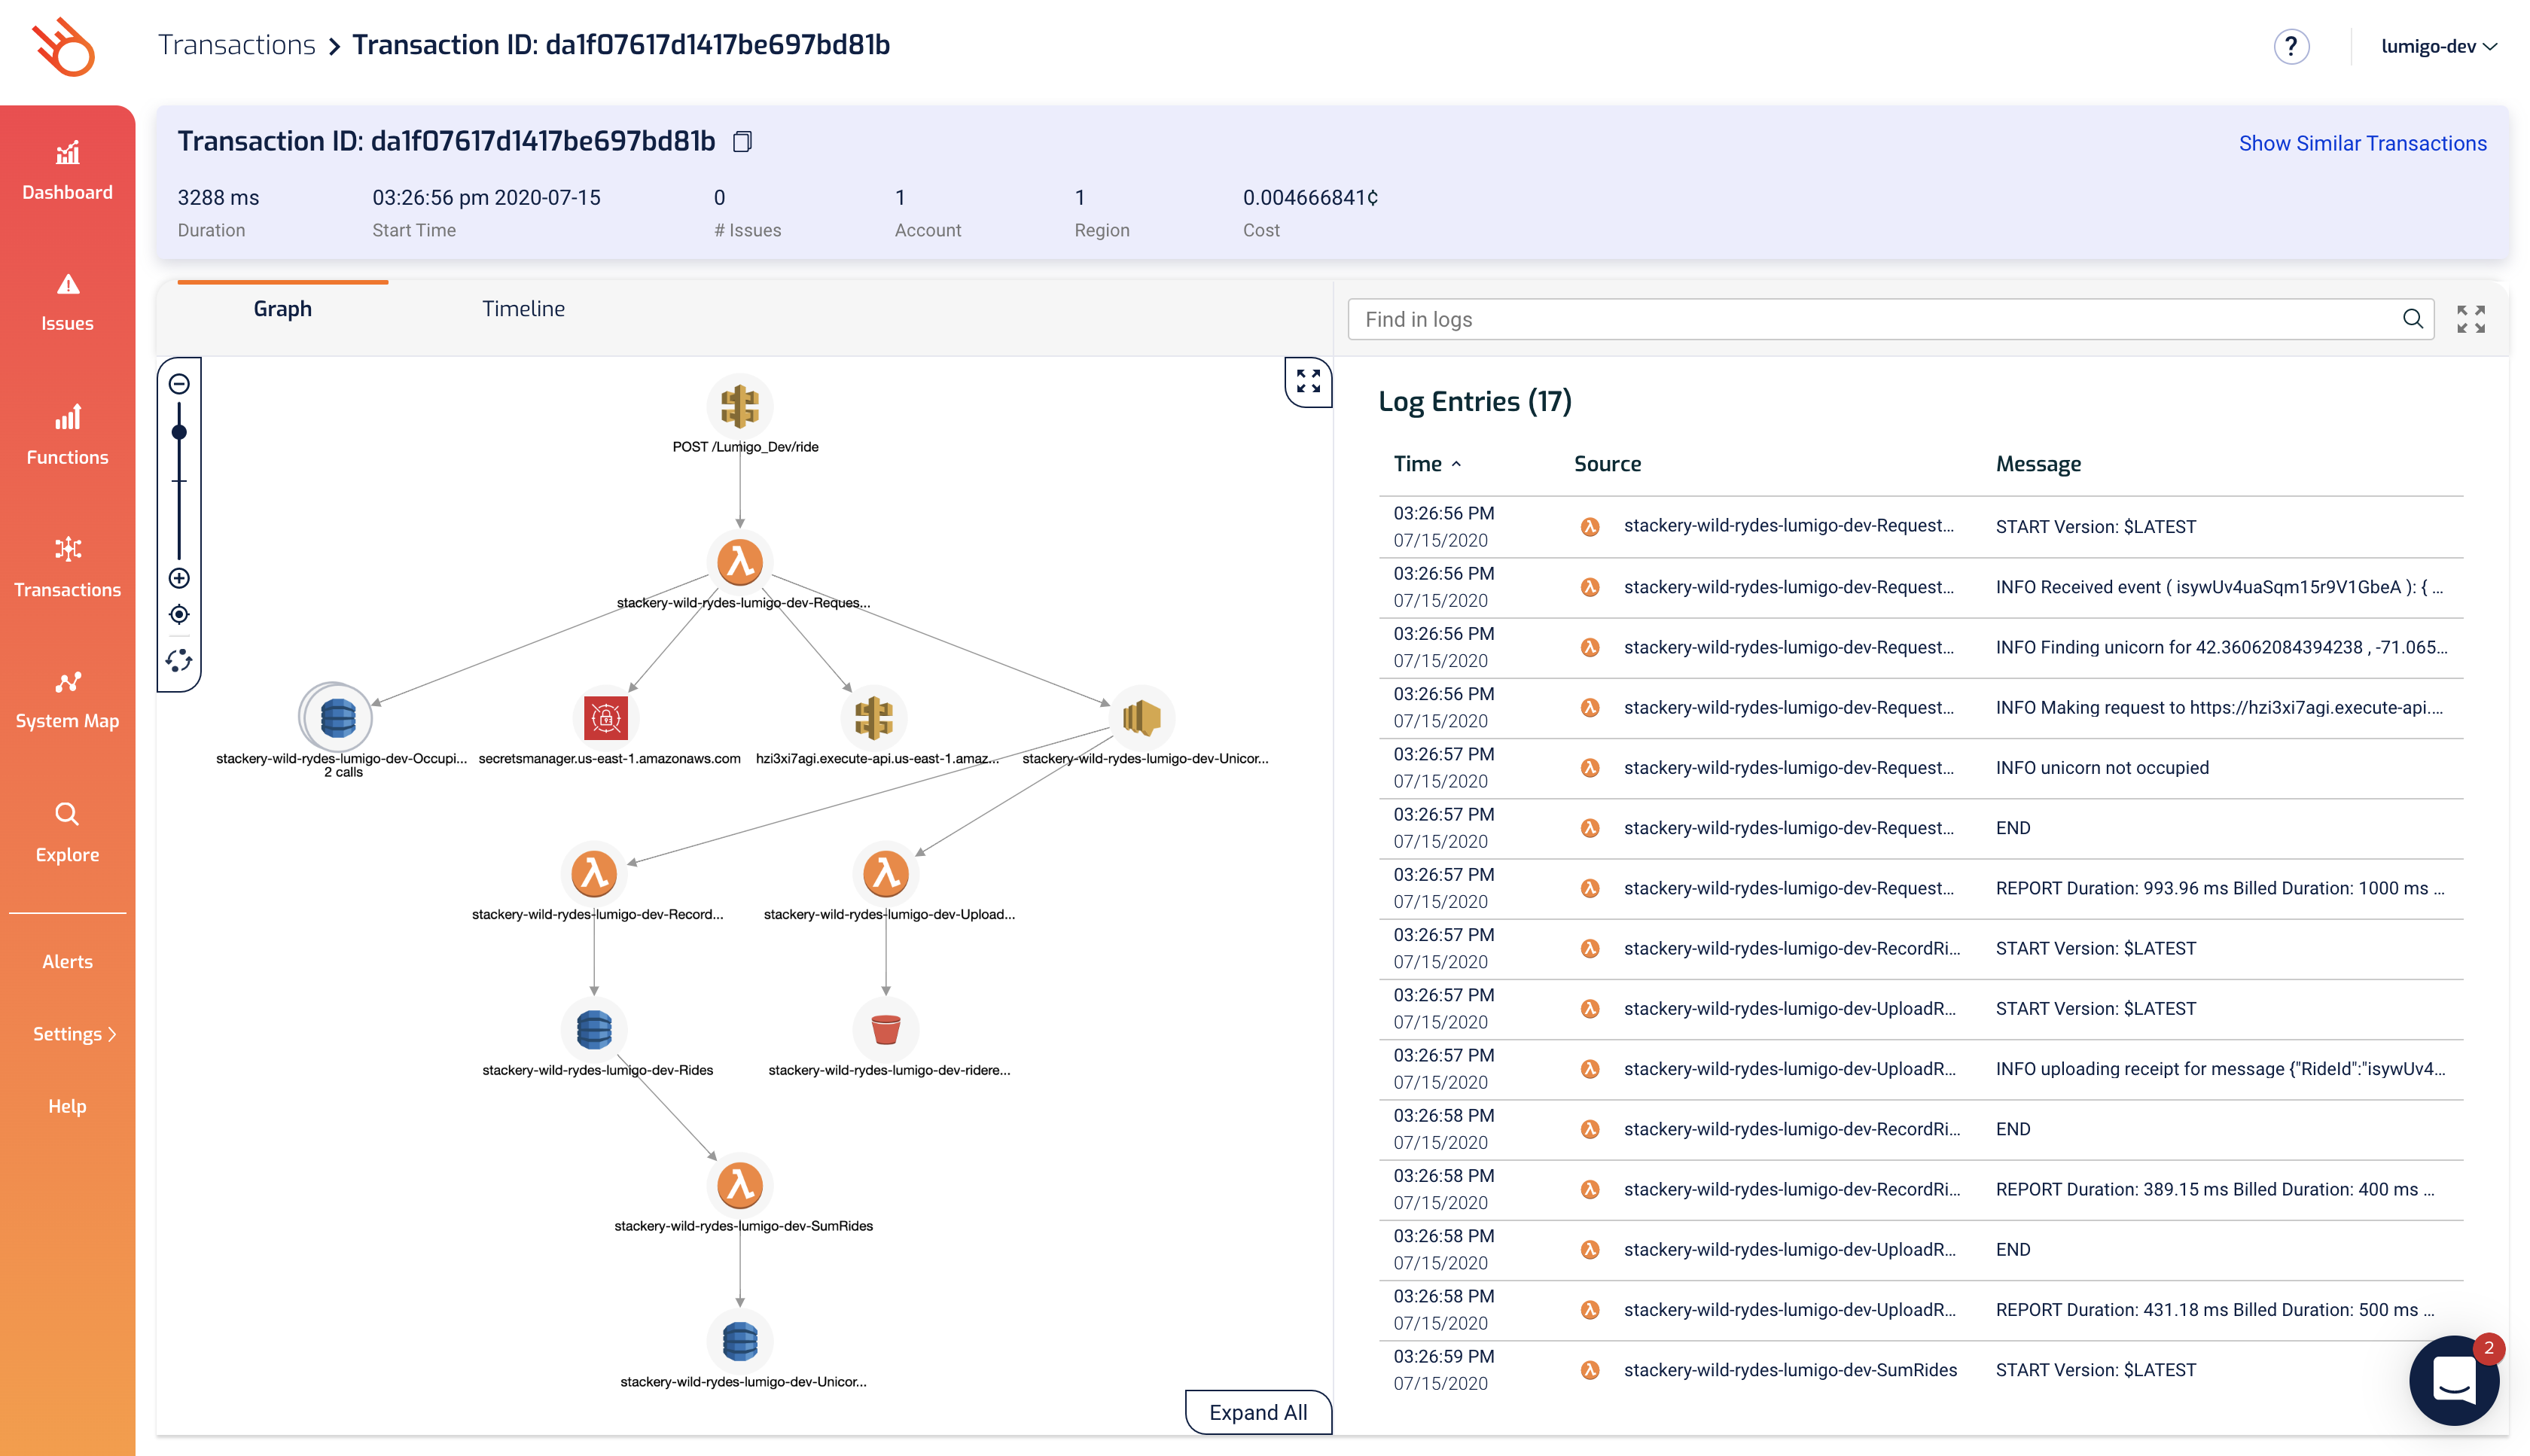 Transactions > Transaction ID: da1f07617d1417be697bd81b
?
lumigo-dev
Dashboard
Issues
Functions
Transactions
System Map
Explore
Alerts
Settings
Help
Transaction ID: da1f07617d1417be697bd81b
Show Similar Transactions
3288 ms 03:26:56 pm 2020-07-15 0 1 1 0.004666841¢
Duration Start Time # Issues Account Region Cost
Graph Timeline
POST /Lumigo_Dev/ride
stackery-wild-rydes-lumigo-dev-Reques...
stackery-wild-rydes-lumigo-dev-Occupi...
2 calls
secretsmanager.us-east-1.amazonaws.com
hzi3xi7agi.execute-api.us-east-1.amaz...
stackery-wild-rydes-lumigo-dev-Unicor...
stackery-wild-rydes-lumigo-dev-Record...
stackery-wild-rydes-lumigo-dev-Upload...
stackery-wild-rydes-lumigo-dev-Rides
stackery-wild-rydes-lumigo-dev-ridere...
stackery-wild-rydes-lumigo-dev-SumRides
stackery-wild-rydes-lumigo-dev-Unicor...
Expand All
Find in logs
Log Entries (17)
Time Source Message
03:26:56 PM
07/15/2020
stackery-wild-rydes-lumigo-dev-Request... START Version: $LATEST
03:26:56 PM
07/15/2020
stackery-wild-rydes-lumigo-dev-Request... INFO Received event ( isywUv4uaSqm15r9V1GbeA ): { ...
03:26:56 PM
07/15/2020
stackery-wild-rydes-lumigo-dev-Request... INFO Finding unicorn for 42.36062084394238 , -71.065...
03:26:56 PM
07/15/2020
stackery-wild-rydes-lumigo-dev-Request... INFO Making request to https://hzi3xi7agi.execute-api....
03:26:57 PM
07/15/2020
stackery-wild-rydes-lumigo-dev-Request... INFO unicorn not occupied
03:26:57 PM
07/15/2020
stackery-wild-rydes-lumigo-dev-Request... END
03:26:57 PM
07/15/2020
stackery-wild-rydes-lumigo-dev-Request... REPORT Duration: 993.96 ms Billed Duration: 1000 ms ...
03:26:57 PM
07/15/2020
stackery-wild-rydes-lumigo-dev-RecordRi... START Version: $LATEST
03:26:57 PM
07/15/2020
stackery-wild-rydes-lumigo-dev-UploadR... START Version: $LATEST
03:26:57 PM
07/15/2020
stackery-wild-rydes-lumigo-dev-UploadR... INFO uploading receipt for message {"RideId":"isywUv4...
03:26:58 PM
07/15/2020
stackery-wild-rydes-lumigo-dev-RecordRi... END
03:26:58 PM
07/15/2020
stackery-wild-rydes-lumigo-dev-RecordRi... REPORT Duration: 389.15 ms Billed Duration: 400 ms ...
03:26:58 PM
07/15/2020
stackery-wild-rydes-lumigo-dev-UploadR... END
03:26:58 PM
07/15/2020
stackery-wild-rydes-lumigo-dev-UploadR... REPORT Duration: 431.18 ms Billed Duration: 500 ms ...
03:26:59 PM
07/15/2020
stackery-wild-rydes-lumigo-dev-SumRides START Version: $LATEST
2